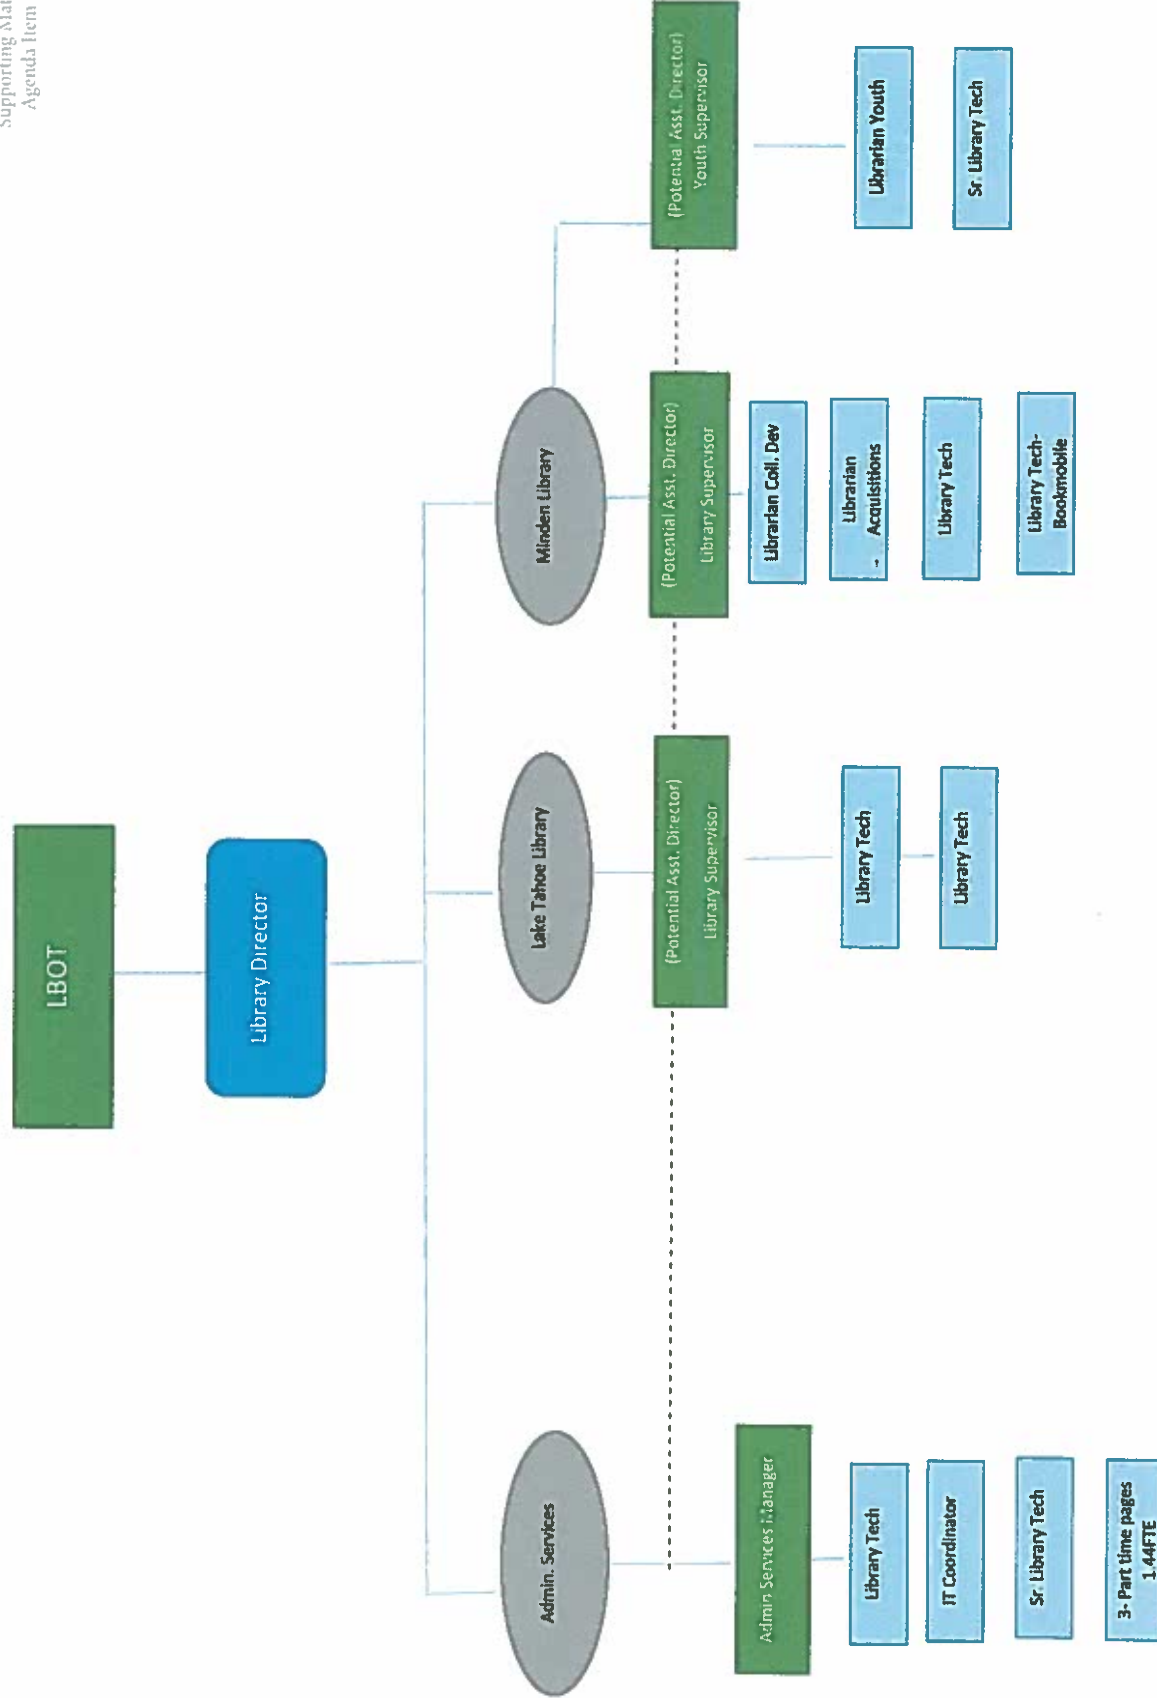 Supporting Mat
Agenda Item
LBOT
Library Director
Admin. Services
Lake Tahoe Library
Minden Library
Admin Services Manager
(Potential Asst. Director)
Library Supervisor
(Potential Asst. Director)
Library Supervisor
(Potential Asst. Director)
Youth Supervisor
Library Tech
IT Coordinator
Sr. Library Tech
3- Part time pages
1.44FTE
Library Tech
Library Tech
Librarian Coll. Dev
Librarian
Acquisitions
Library Tech
Library Tech-
Bookmobile
Librarian Youth
Sr. Library Tech